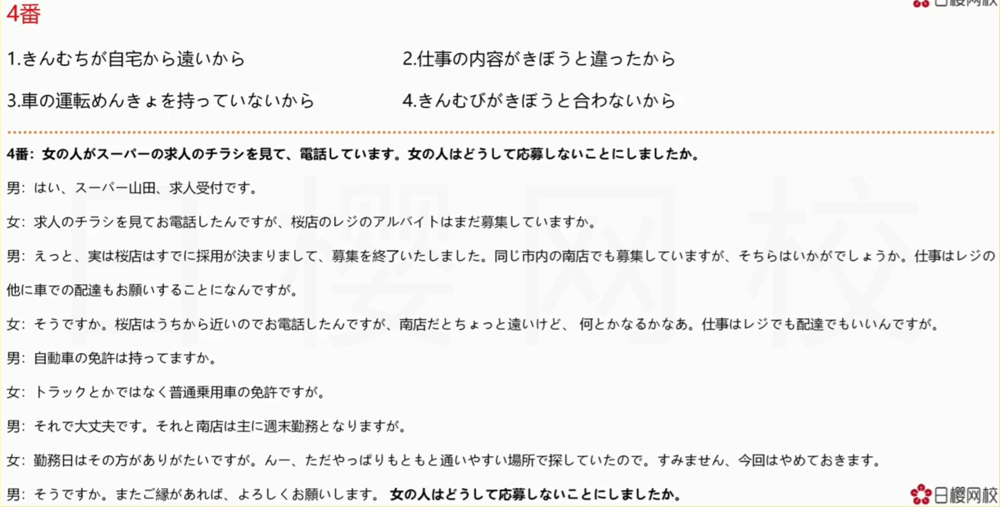 日樱网校
4番
1.きんむちが自宅から遠いから 2.仕事の内容がきぼうと違ったから
3.車の運転めんきょを持っていないから 4.きんむびがきぼうと合わないから
4番：女の人がスーパーの求人のチラシを見て、電話しています。女の人はどうして応募しないことにしましたか。
男：はい、スーパー山田、求人受付です。
女：求人のチラシを見てお電話したんですが、桜店のレジのアルバイトはまだ募集していますか。
男：えっと、実は桜店はすでに採用が決まりまして、募集を終了いたしました。同じ市内の南店でも募集していますが、そちらはいかがでしょうか。仕事はレジの
他に車での配達もお願いすることになんですが。
女：そうですか。桜店はうちから近いのでお電話したんですが、南店だとちょっと遠いけど、 何とかなるかなあ。仕事はレジでも配達でもいいんですが。
男：自動車の免許は持ってますか。
女：トラックとかではなく普通乗用車の免許ですが。
男：それで大丈夫です。それと南店は主に週末勤務となりますが。
女：勤務日はその方がありがたいですが。んー、ただやっぱりもともと通いやすい場所で探していたので。すみません、今回はやめておきます。
男：そうですか。またご縁があれば、よろしくお願いします。 女の人はどうして応募しないことにしましたか。
日樱网校
日樱网校